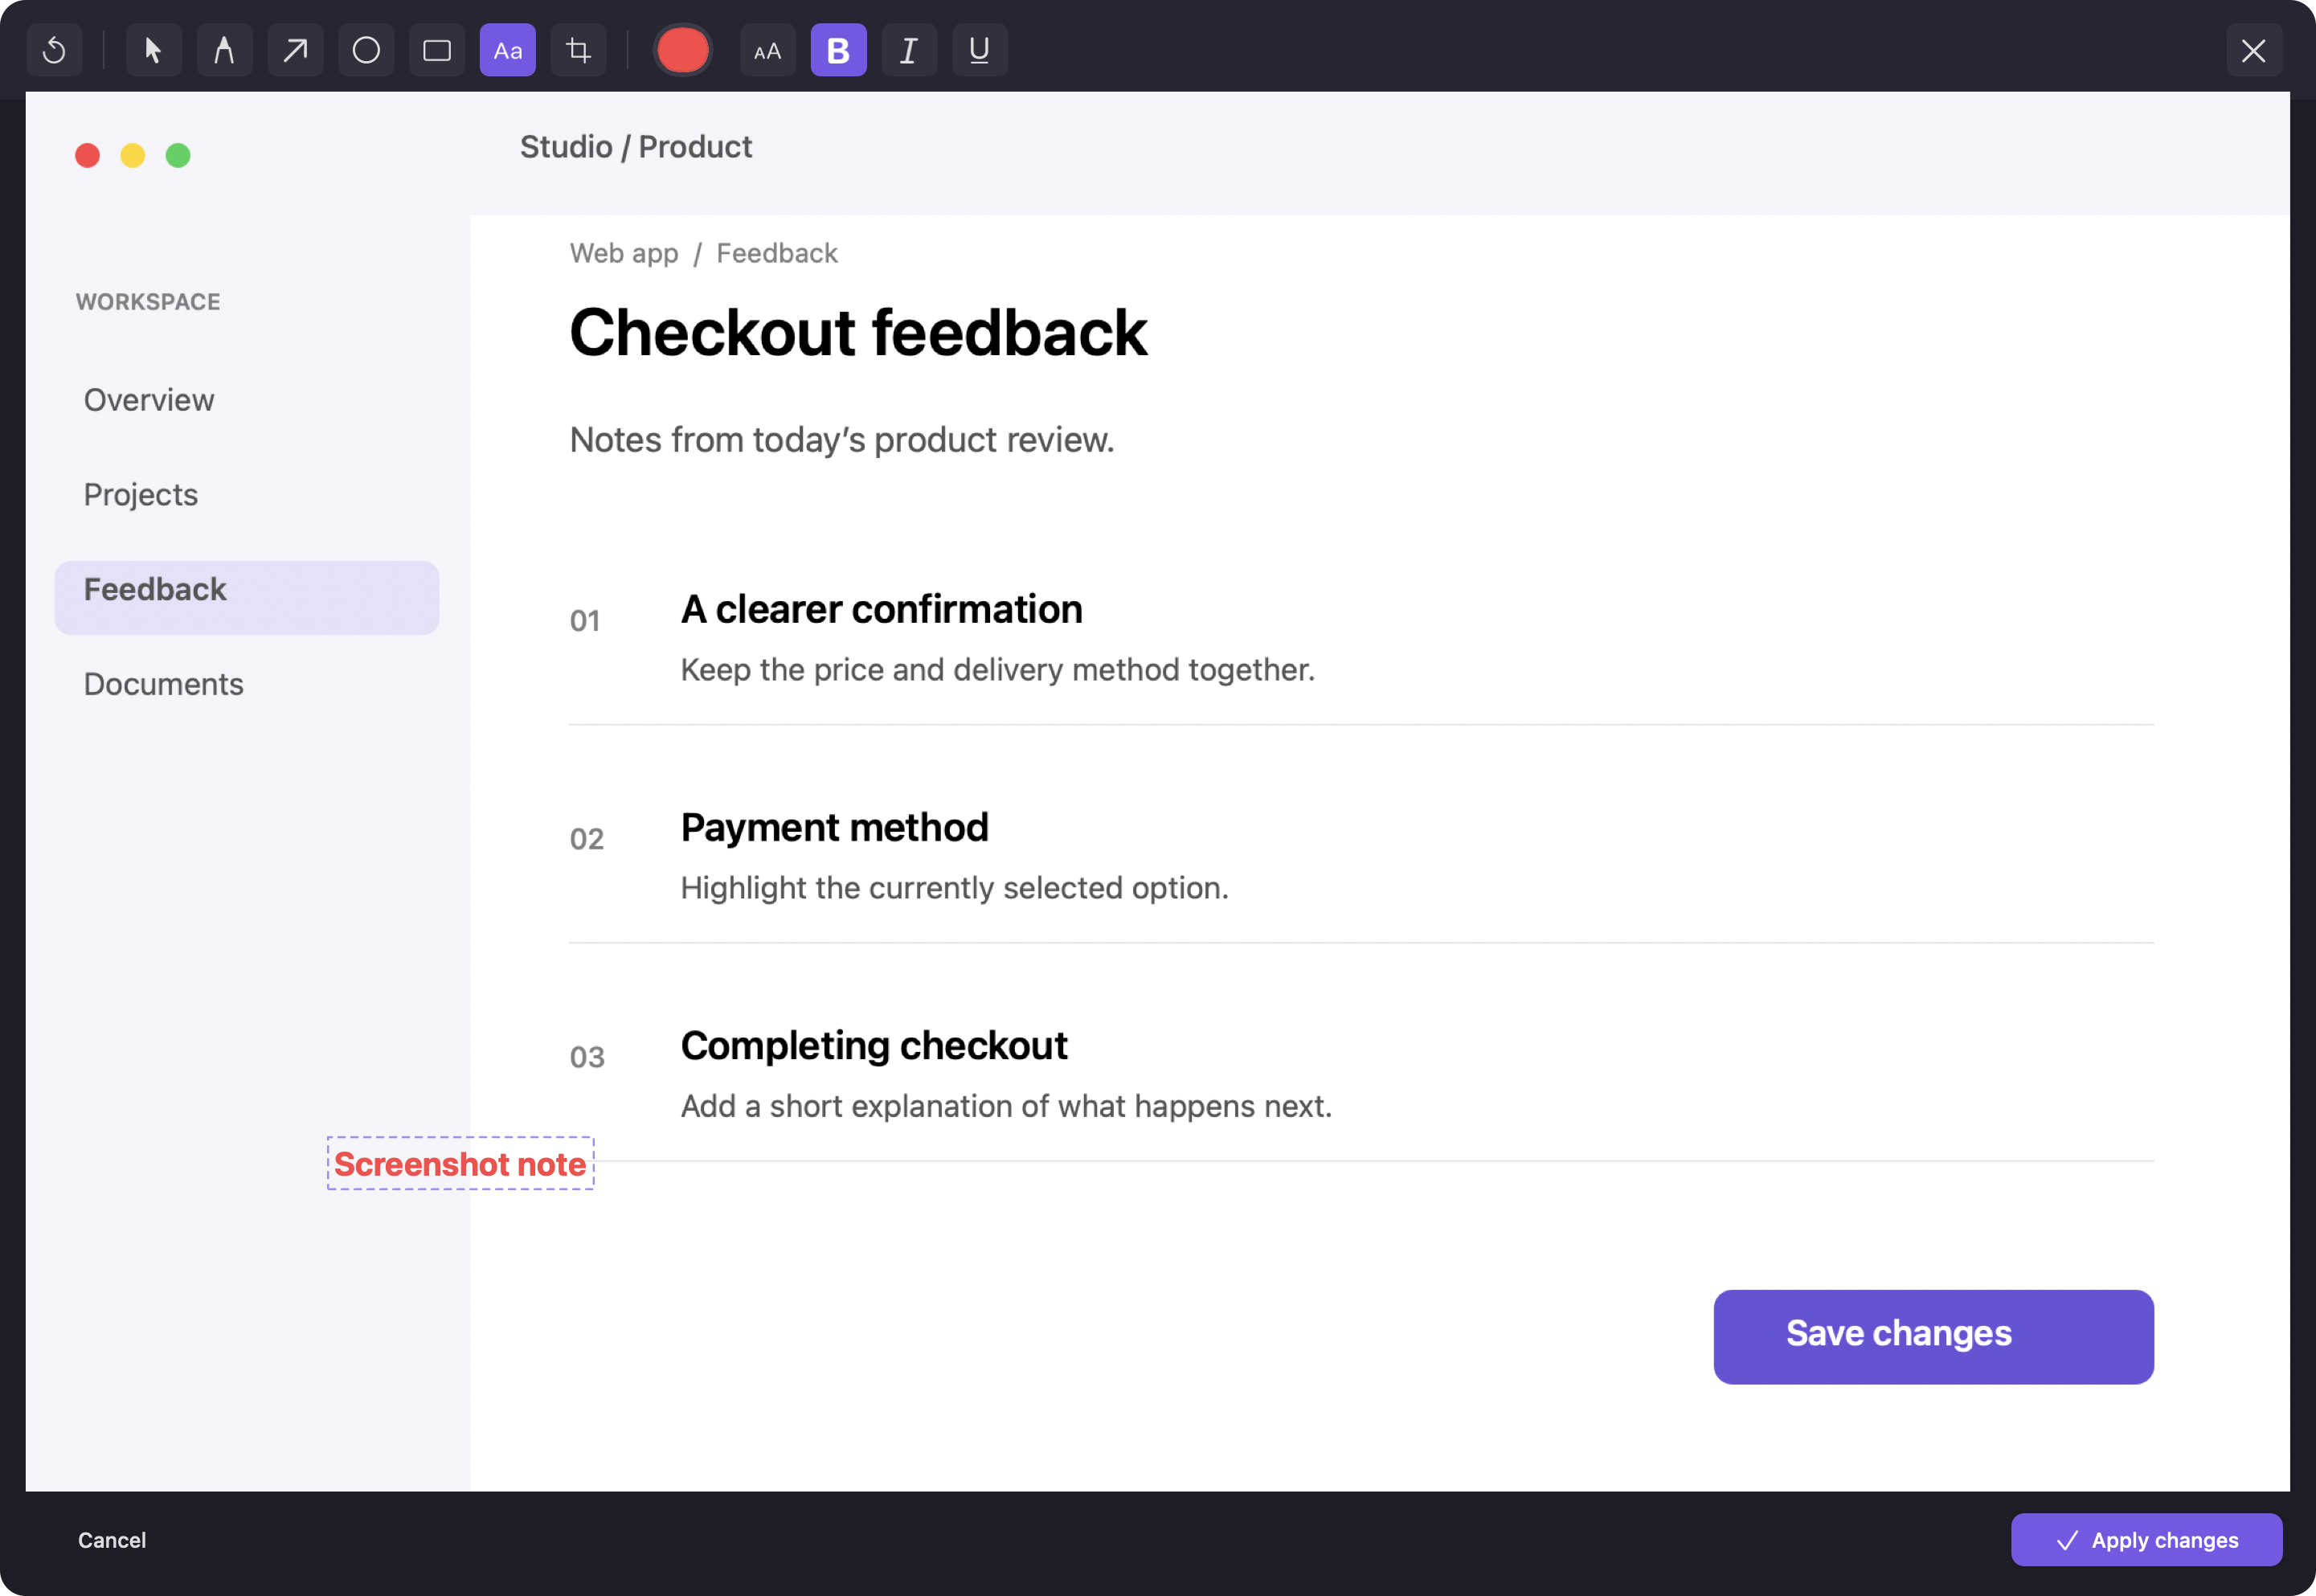 Aa
AA
B
I
U
Studio / Product
WORKSPACE
Overview
Projects
Feedback
Documents
Web app / Feedback
Checkout feedback
Notes from today’s product review.
01
A clearer confirmation
Keep the price and delivery method together.
02
Payment method
Highlight the currently selected option.
03
Completing checkout
Add a short explanation of what happens next.
Screenshot note
Save changes
Cancel
Apply changes